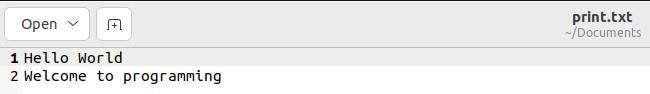 Open
print.txt
~/Documents
1 Hello World
2 Welcome to programming